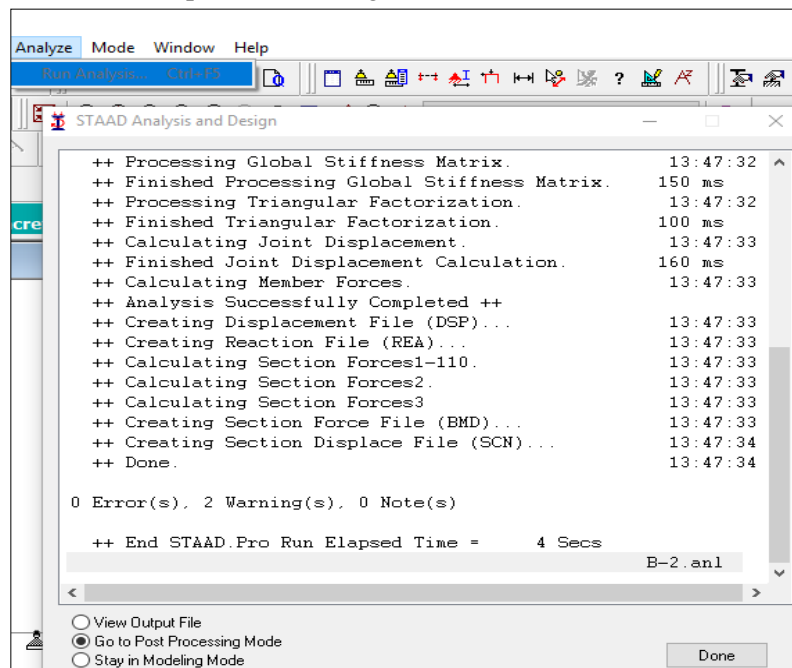 Analyze Mode Window Help
Run Analysis... Ctrl+F5
?
STAAD Analysis and Design
cre
++ Processing Global Stiffness Matrix. 13:47:32
++ Finished Processing Global Stiffness Matrix. 150 ms
++ Processing Triangular Factorization. 13:47:32
++ Finished Triangular Factorization. 100 ms
++ Calculating Joint Displacement. 13:47:33
++ Finished Joint Displacement Calculation. 160 ms
++ Calculating Member Forces. 13:47:33
++ Analysis Successfully Completed ++
++ Creating Displacement File (DSP)... 13:47:33
++ Creating Reaction File (REA)... 13:47:33
++ Calculating Section Forces1-110. 13:47:33
++ Calculating Section Forces2. 13:47:33
++ Calculating Section Forces3 13:47:33
++ Creating Section Force File (BMD)... 13:47:33
++ Creating Section Displace File (SCN)... 13:47:34
++ Done. 13:47:34
0 Error(s), 2 Warning(s), 0 Note(s)
++ End STAAD.Pro Run Elapsed Time = 4 Secs
B-2.anl
View Output File
Go to Post Processing Mode
Stay in Modeling Mode
Done